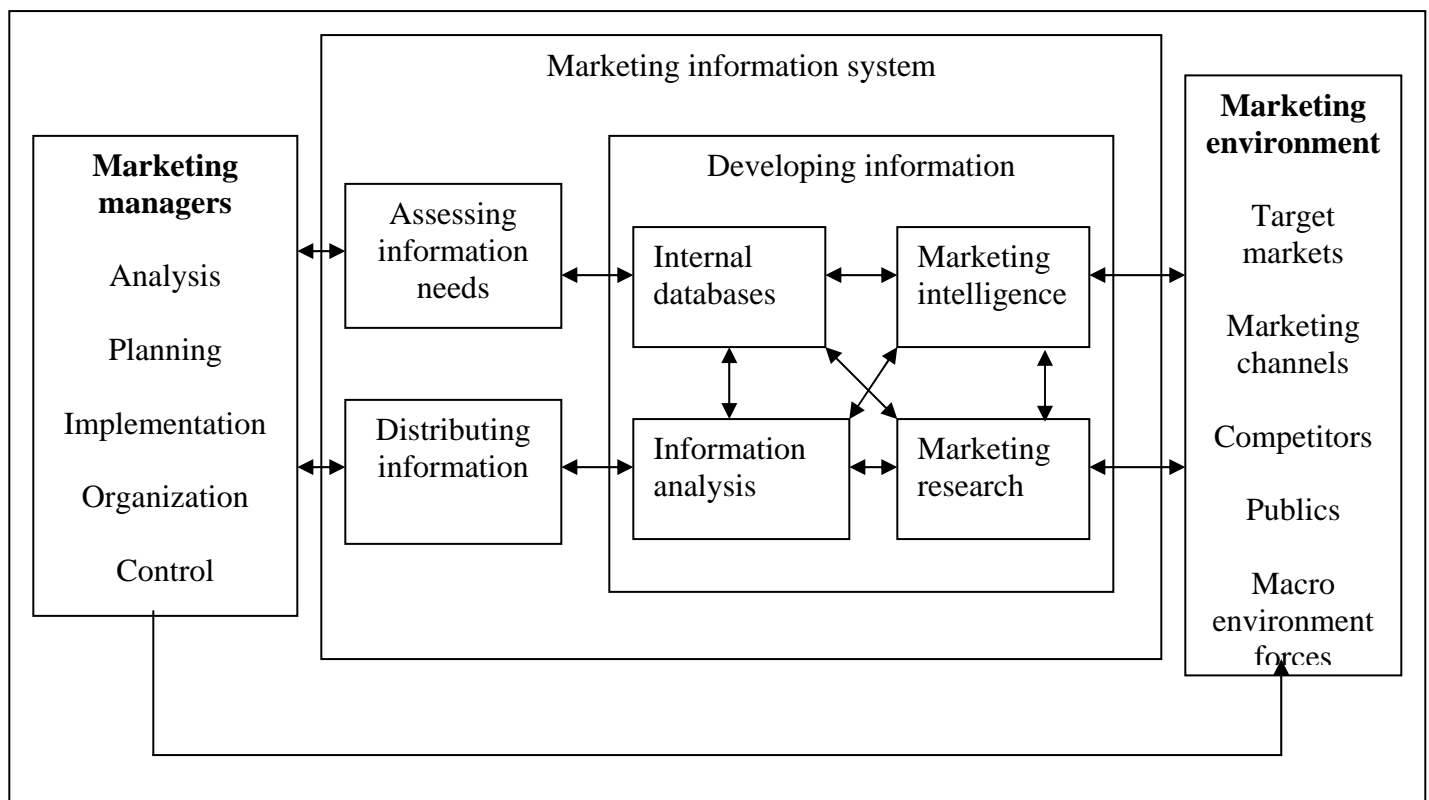 Marketing information system
Marketing
managers
Analysis
Planning
Implementation
Organization
Control
Assessing
information
needs
Distributing
information
Developing information
Internal
databases
Marketing
intelligence
Information
analysis
Marketing
research
Marketing
environment
Target
markets
Marketing
channels
Competitors
Publics
Macro
environment
forces